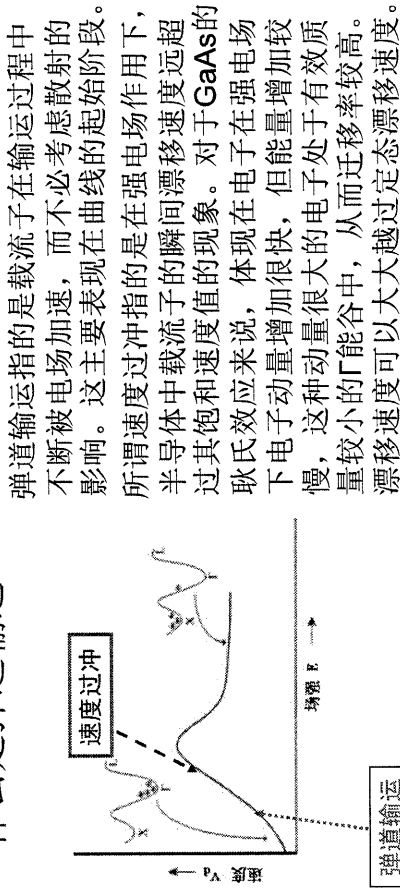 弹道输运指的是载流子在输运过程中
不断被电场加速，而不必考虑散射的
影响。这主要表现在曲线的起始阶段。
所谓速度过冲指的是在强电场作用下，
半导体中载流子的瞬间漂移速度远超
过其饱和速度值的现象。对于GaAs的
耿氏效应来说，体现在电子在强电场
下电子动量增加很快，但能量增加较
慢，这种动量很大的电子处于有效质
量较小的Γ能谷中，从而迁移率较高。
漂移速度可以大大越过定态漂移速度。
速度过冲
L
Γ
X
L
Γ
X
速度 Vd
场强 E
弹道输运